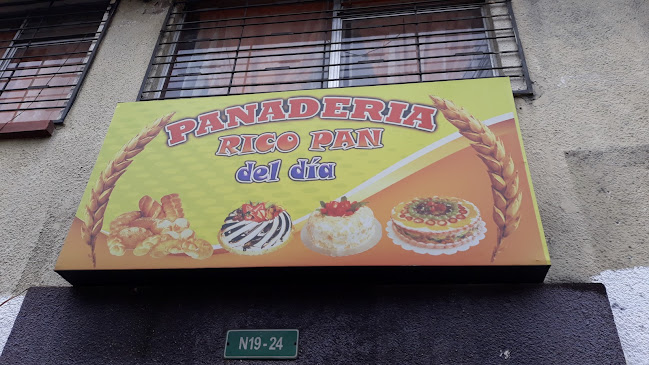 PANADERIA
RICO PAN
del día
N19-24